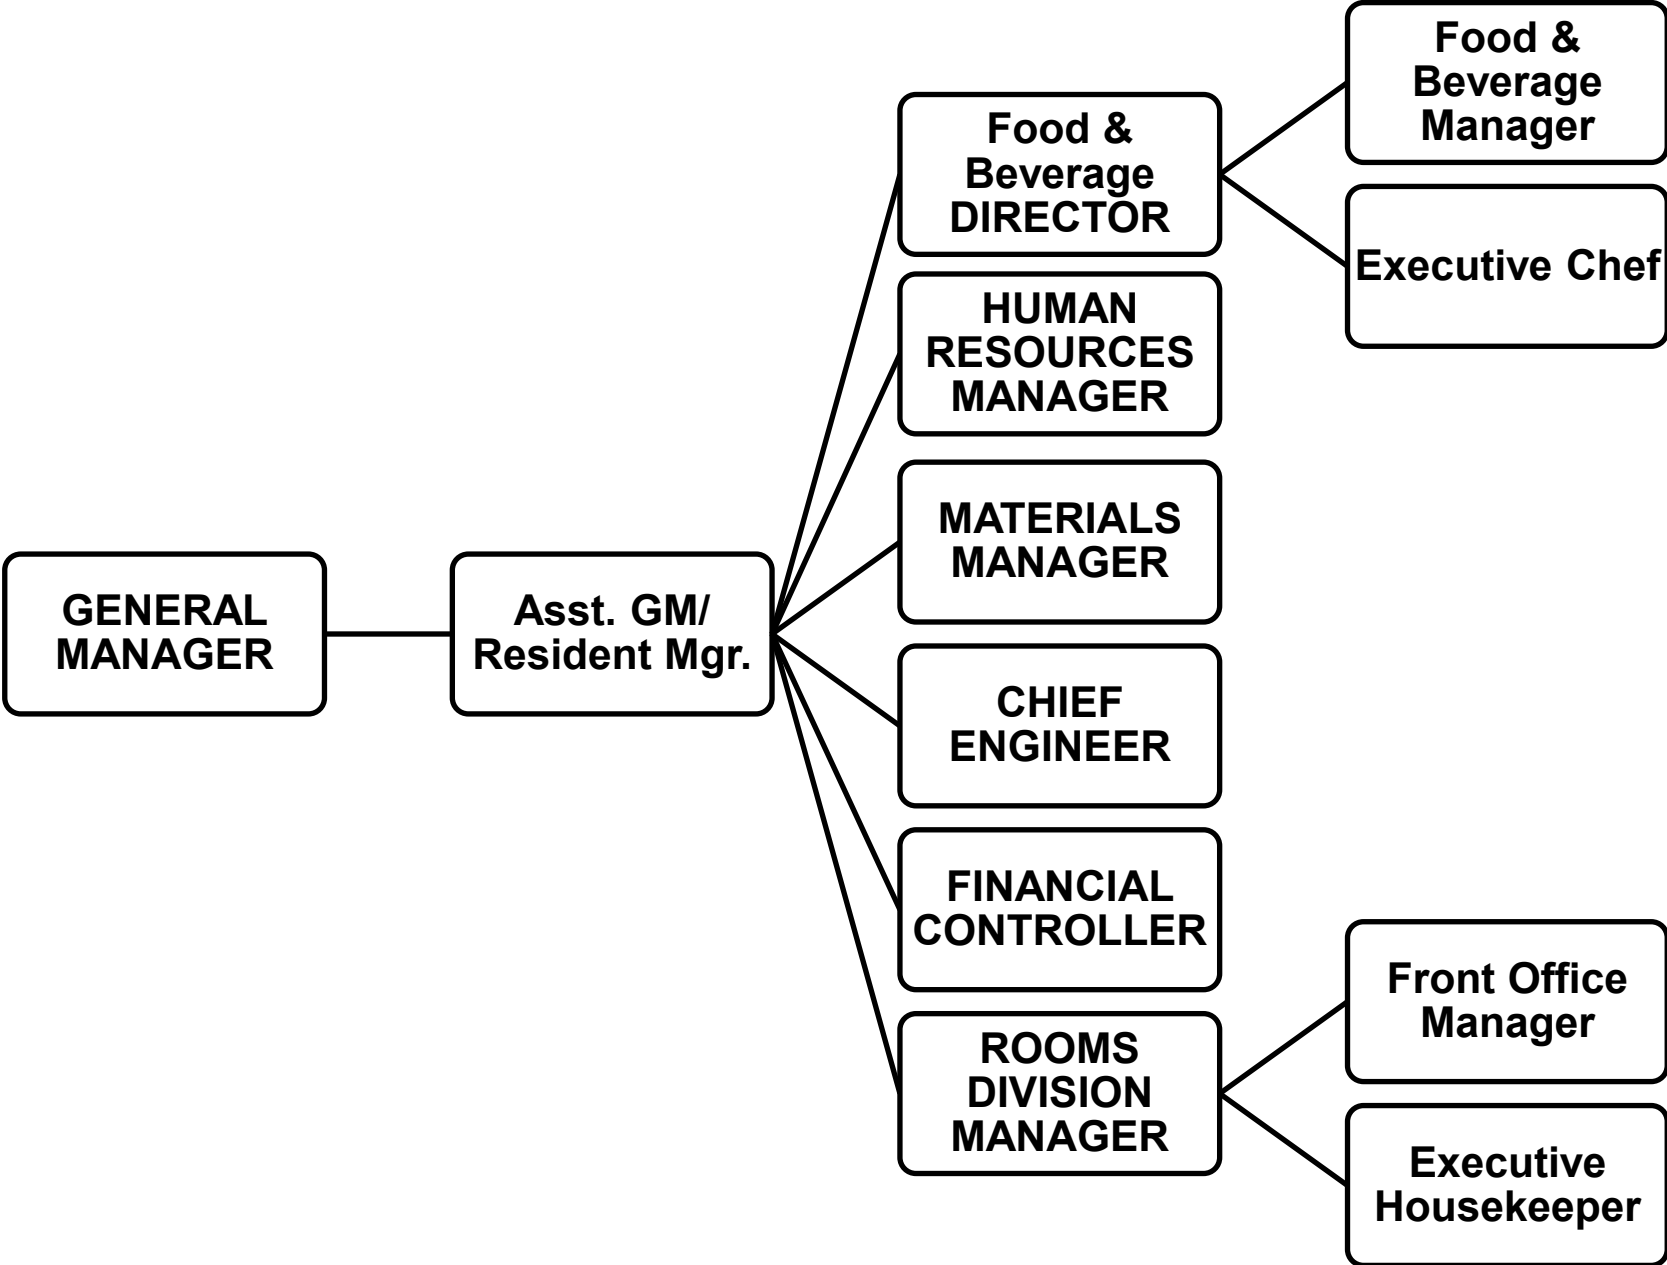 GENERAL
MANAGER
Asst. GM/
Resident Mgr.
Food &
Beverage
DIRECTOR
Food &
Beverage
Manager
Executive Chef
HUMAN
RESOURCES
MANAGER
MATERIALS
MANAGER
CHIEF
ENGINEER
FINANCIAL
CONTROLLER
ROOMS
DIVISION
MANAGER
Front Office
Manager
Executive
Housekeeper